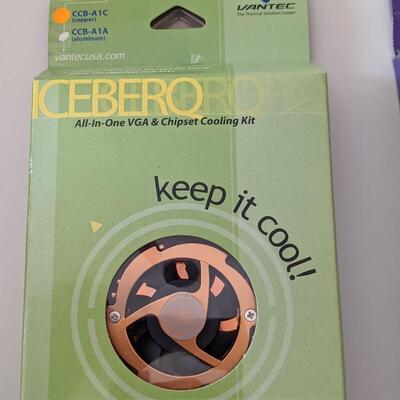 CCB-A1C
(copper)
CCB-A1A
(aluminum)
vantecusa.com
VANTEC
The Thermal Solution Leader
ICEBERQ
All-In-One VGA & Chipset Cooling Kit
keep it cool!